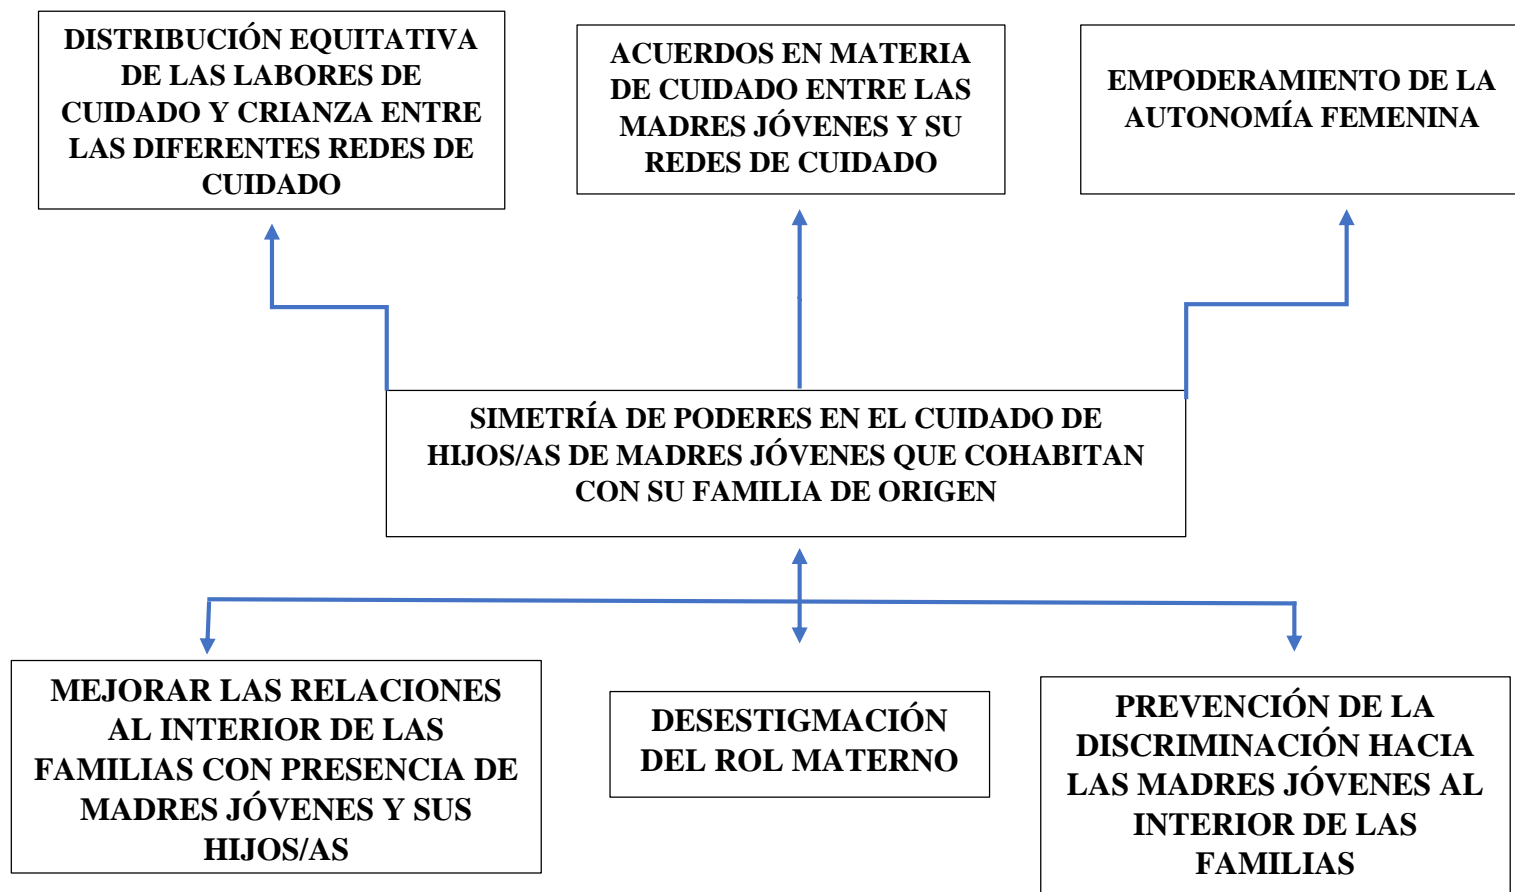 DISTRIBUCIÓN EQUITATIVA
DE LAS LABORES DE
CUIDADO Y CRIANZA ENTRE
LAS DIFERENTES REDES DE
CUIDADO
ACUERDOS EN MATERIA
DE CUIDADO ENTRE LAS
MADRES JÓVENES Y SU
REDES DE CUIDADO
EMPODERAMIENTO DE LA
AUTONOMÍA FEMENINA
SIMETRÍA DE PODERES EN EL CUIDADO DE
HIJOS/AS DE MADRES JÓVENES QUE COHABITAN
CON SU FAMILIA DE ORIGEN
MEJORAR LAS RELACIONES
AL INTERIOR DE LAS
FAMILIAS CON PRESENCIA DE
MADRES JÓVENES Y SUS
HIJOS/AS
DESESTIGMACIÓN
DEL ROL MATERNO
PREVENCIÓN DE LA
DISCRIMINACIÓN HACIA
LAS MADRES JÓVENES AL
INTERIOR DE LAS
FAMILIAS